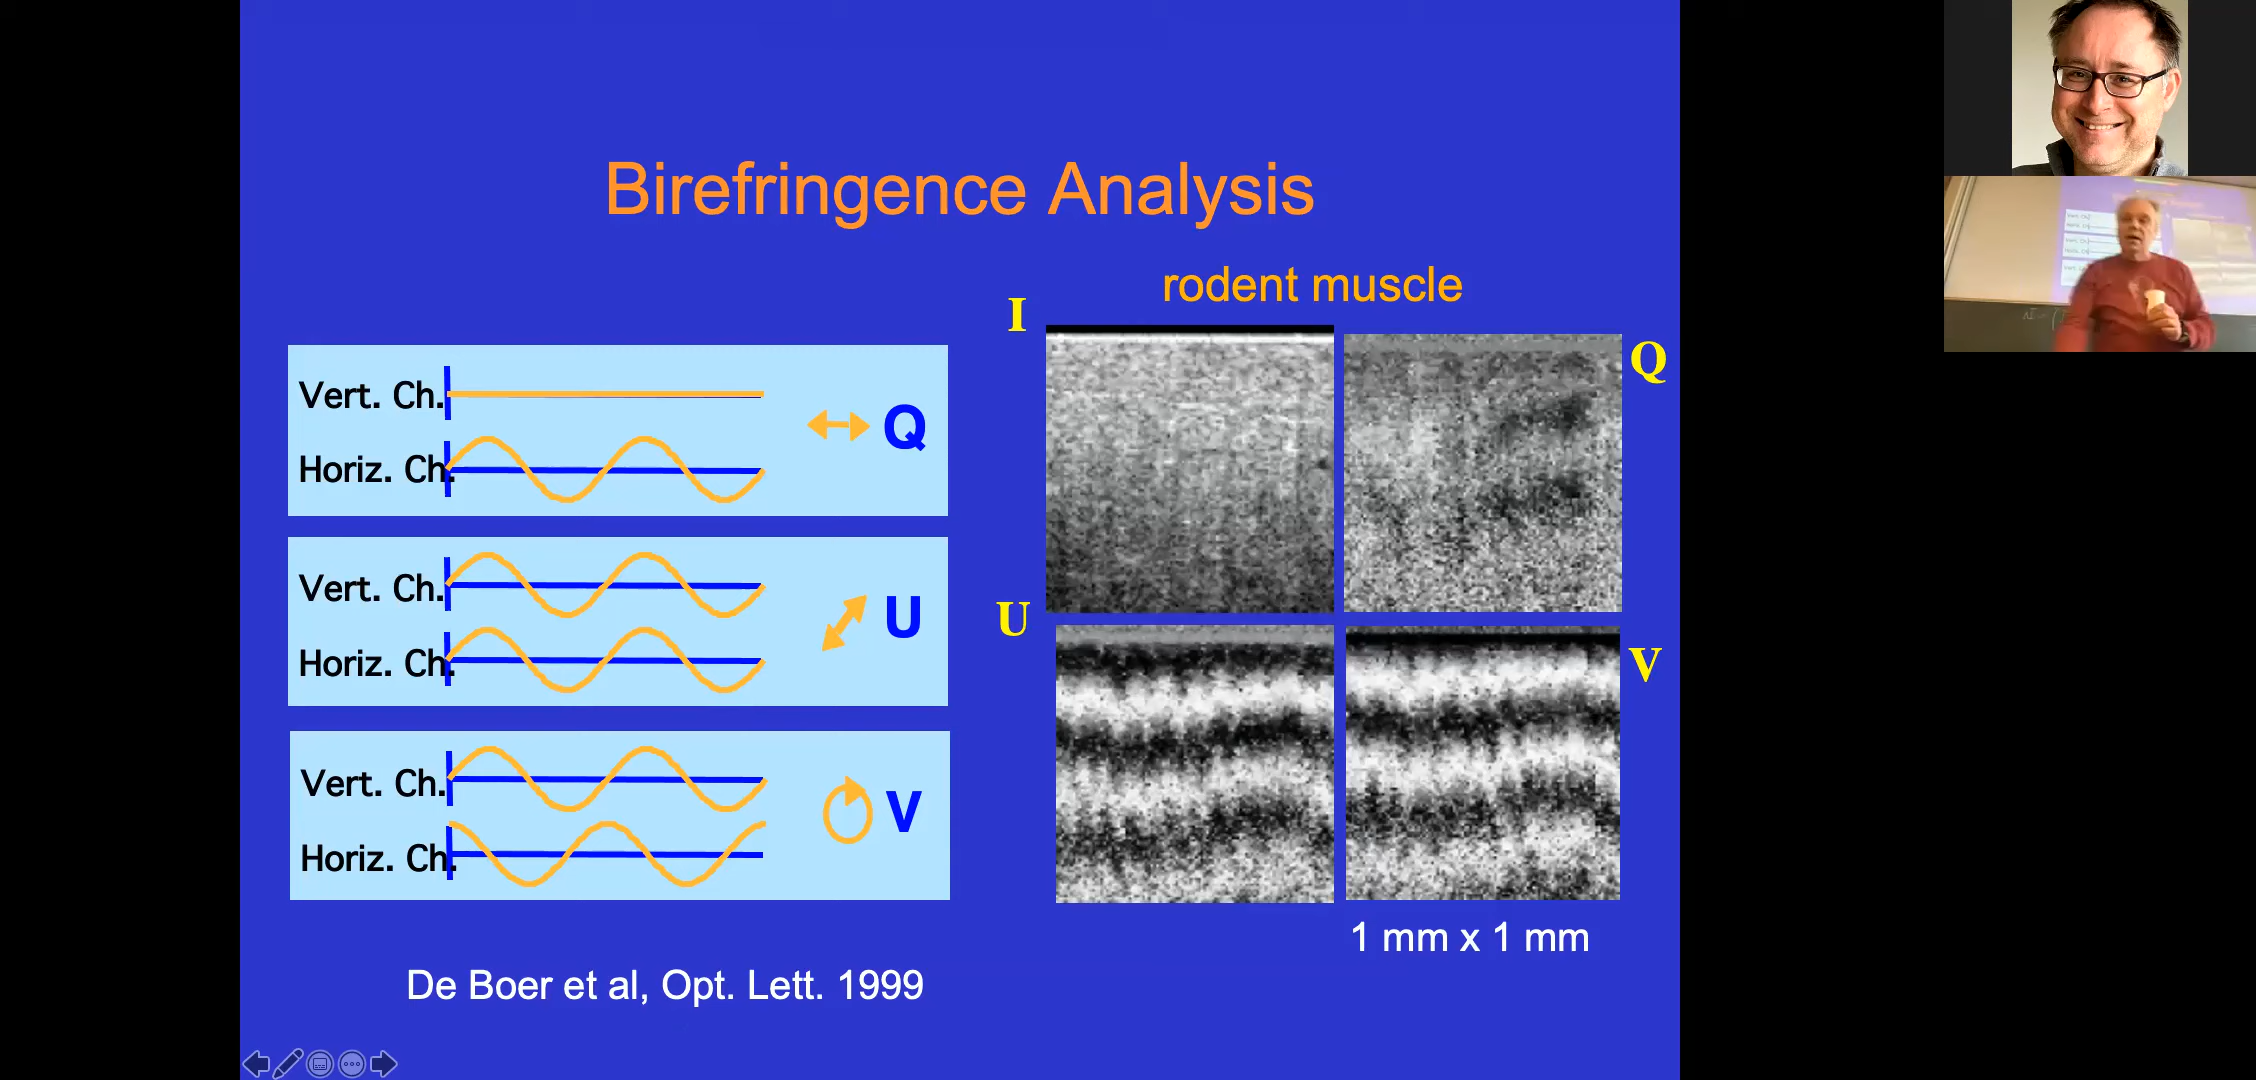 Birefringence Analysis
rodent muscle
I
Q
U
V
Vert. Ch.
Horiz. Ch.
Q
Vert. Ch.
Horiz. Ch.
U
Vert. Ch.
Horiz. Ch.
V
1 mm x 1 mm
De Boer et al, Opt. Lett. 1999